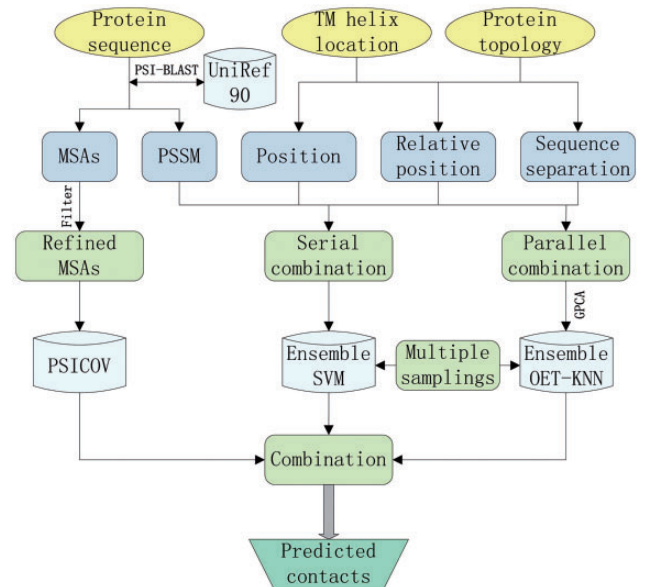 Protein
sequence
TM helix
location
Protein
topology
PSI-BLAST
UniRef
90
MSAs
PSSM
Position
Relative
position
Sequence
separation
Filter
Refined
MSAs
Serial
combination
Parallel
combination
GPCA
PSICOV
Ensemble
SVM
Multiple
samplings
Ensemble
OET-KNN
Combination
Predicted
contacts